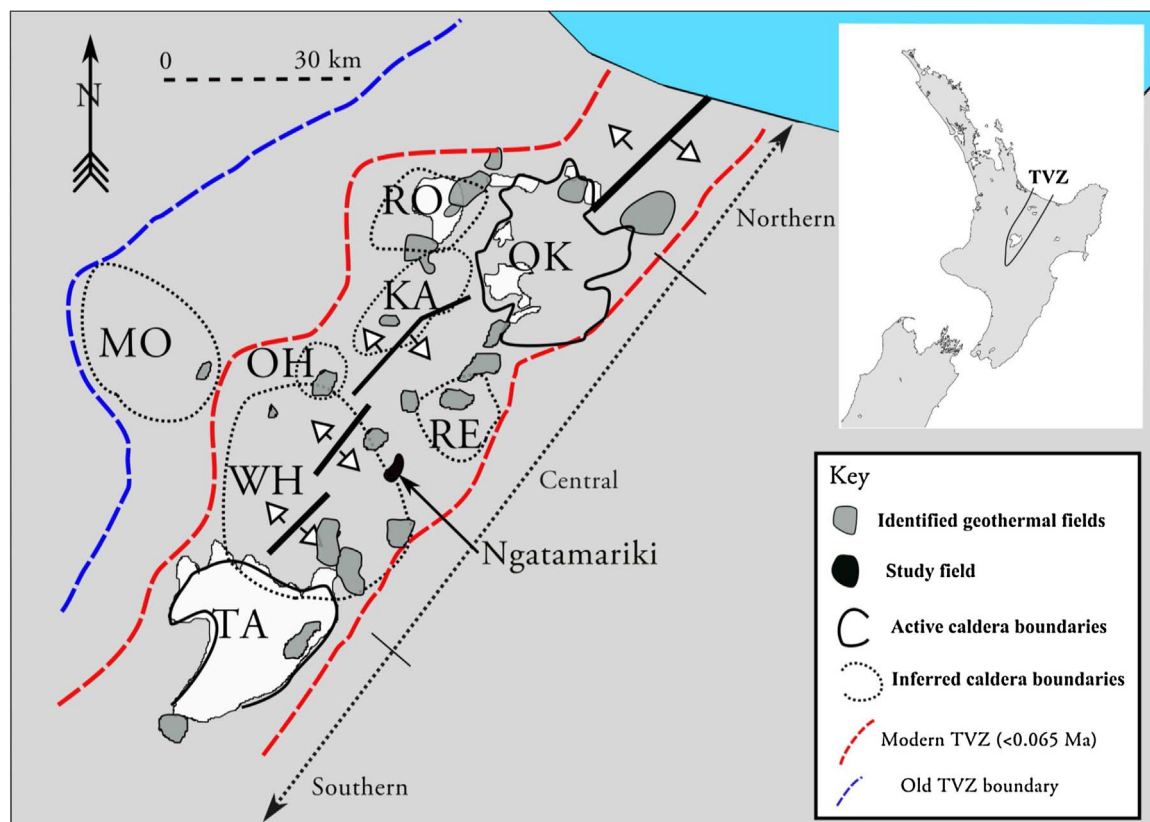 N
0 30 km
TVZ
Northern
RO
OK
KA
MO
OH
RE
WH
Central
Ngatamariki
TA
Southern
Key
Identified geothermal fields
Study field
Active caldera boundaries
Inferred caldera boundaries
Modern TVZ (<0.065 Ma)
Old TVZ boundary